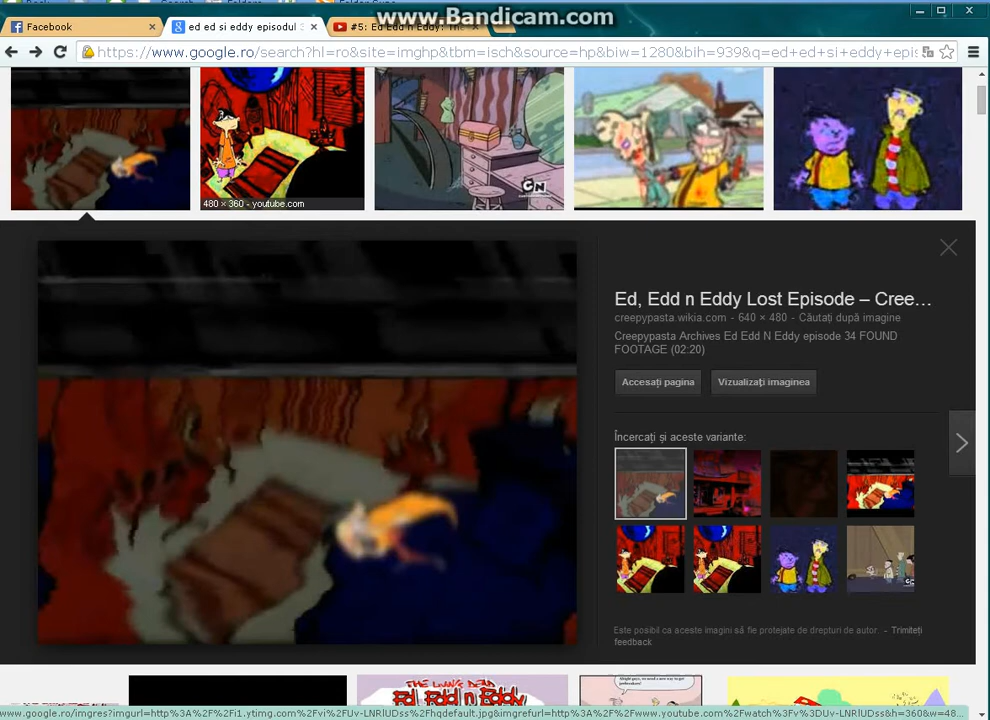 www.Bandicam.com
Facebook
ed ed si eddy episodul 3
#5: Ed Edd n Eddy: The
https://www.google.ro/search?hl=ro&site=imghp&tbm=isch&source=hp&biw=1280&bih=939&q=ed+ed+si+eddy+epis
480 × 360 - youtube.com
CN
Ed, Edd n Eddy Lost Episode – Cree...
creepypasta.wikia.com - 640 × 480 - Căutați după imagine
Creepypasta Archives Ed Edd N Eddy episode 34 FOUND
FOOTAGE (02:20)
Accesați pagina
Vizualizați imaginea
Încercați și aceste variante:
Este posibil ca aceste imagini să fie protejate de drepturi de autor. - Trimiteți
feedback
THE LIVING DEAD
Ed, Edd n Eddy
www.google.ro/imgres?imgurl=http%3A%2F%2Fi1.ytimg.com%2Fvi%2FUv-LNRlUDss%2Fhqdefault.jpg&imgrefurl=http%3A%2F%2Fwww.youtube.com%2Fwatch%3Fv%3DUv-LNRlUDss&h=360&w=48...